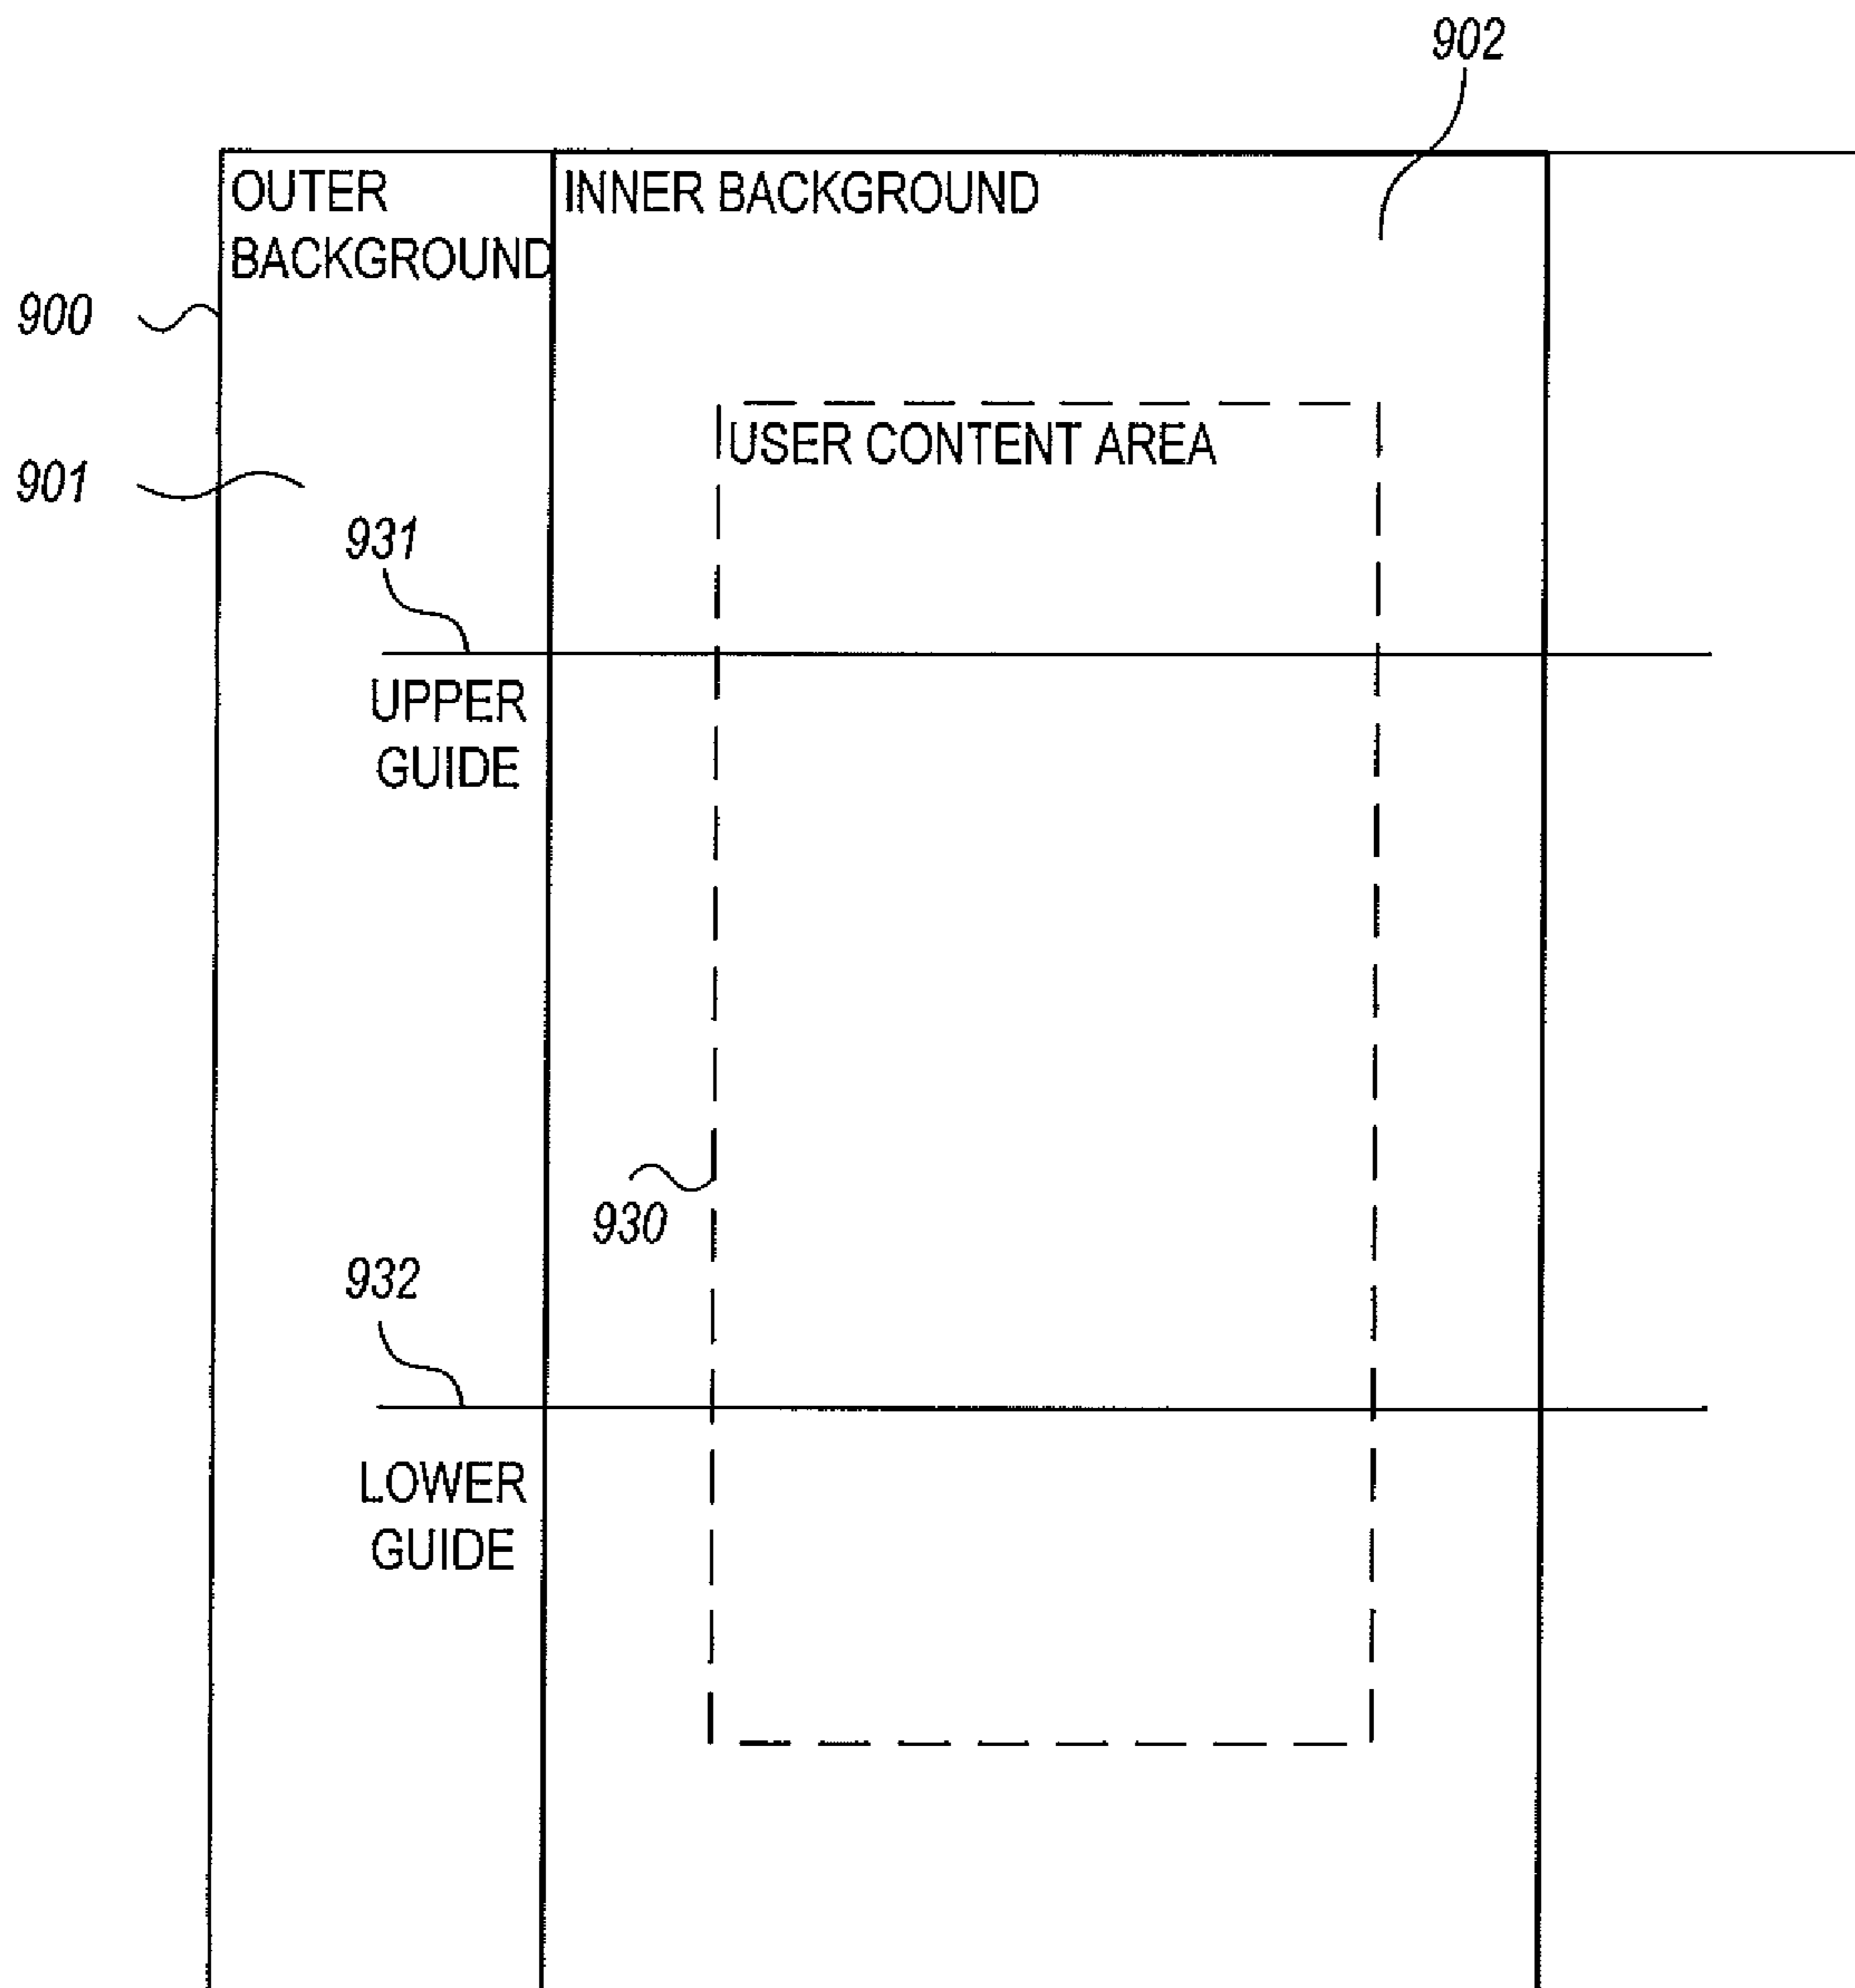 902
OUTER
BACKGROUND
INNER BACKGROUND
900
USER CONTENT AREA
901
931
UPPER
GUIDE
930
932
LOWER
GUIDE